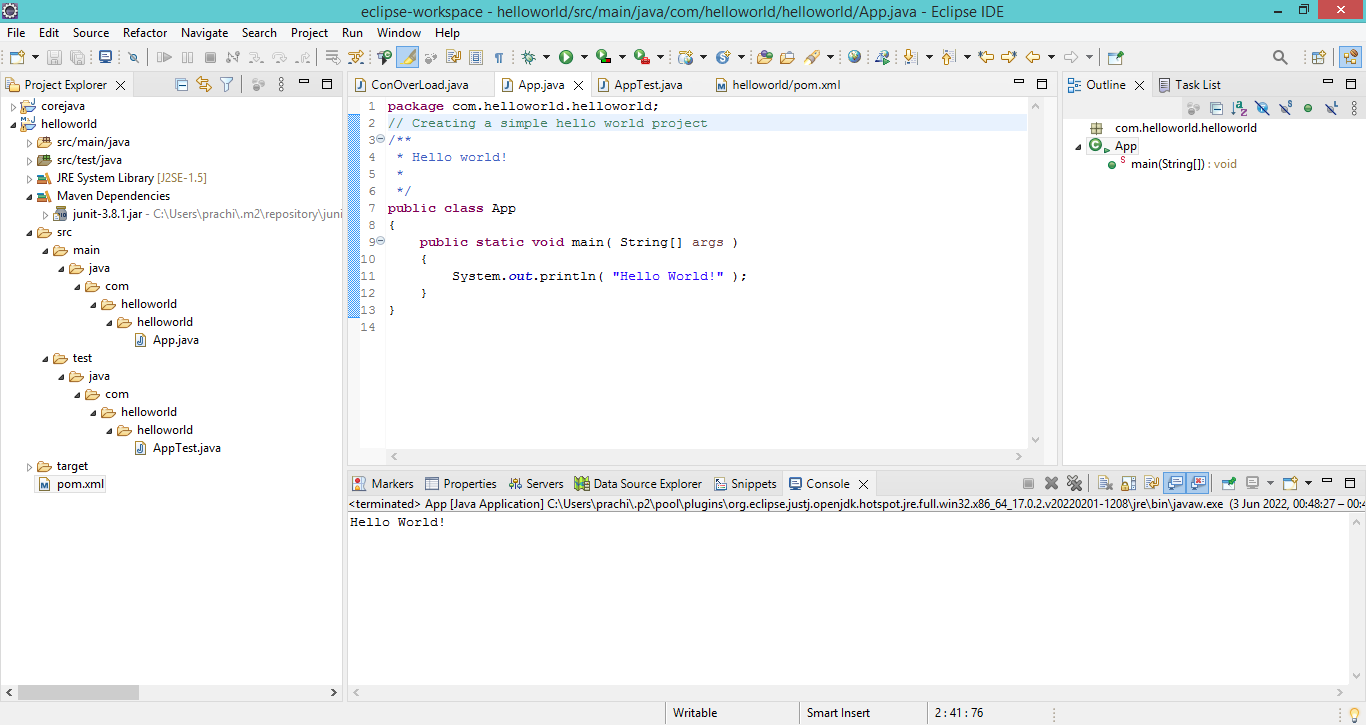 eclipse-workspace - helloworld/src/main/java/com/helloworld/helloworld/App.java - Eclipse IDE
File Edit Source Refactor Navigate Search Project Run Window Help
Project Explorer
corejava
helloworld
src/main/java
src/test/java
JRE System Library [J2SE-1.5]
Maven Dependencies
junit-3.8.1.jar - C:\Users\prachi\.m2\repository\juni
src
main
java
com
helloworld
helloworld
App.java
test
java
com
helloworld
helloworld
AppTest.java
target
pom.xml
ConOverLoad.java App.java AppTest.java helloworld/pom.xml
1 package com.helloworld.helloworld;
2 // Creating a simple hello world project
3 /**
4 * Hello world!
5 *
6 */
7 public class App
8 {
9 public static void main( String[] args )
10 {
11 System.out.println( "Hello World!" );
12 }
13 }
14
Outline Task List
com.helloworld.helloworld
App
main(String[]) : void
Markers Properties Servers Data Source Explorer Snippets Console
<terminated> App [Java Application] C:\Users\prachi\.p2\pool\plugins\org.eclipse.justj.openjdk.hotspot.jre.full.win32.x86_64_17.0.2.v20220201-1208\jre\bin\javaw.exe (3 Jun 2022, 00:48:27 – 00:4
Hello World!
Writable Smart Insert 2 : 41 : 76